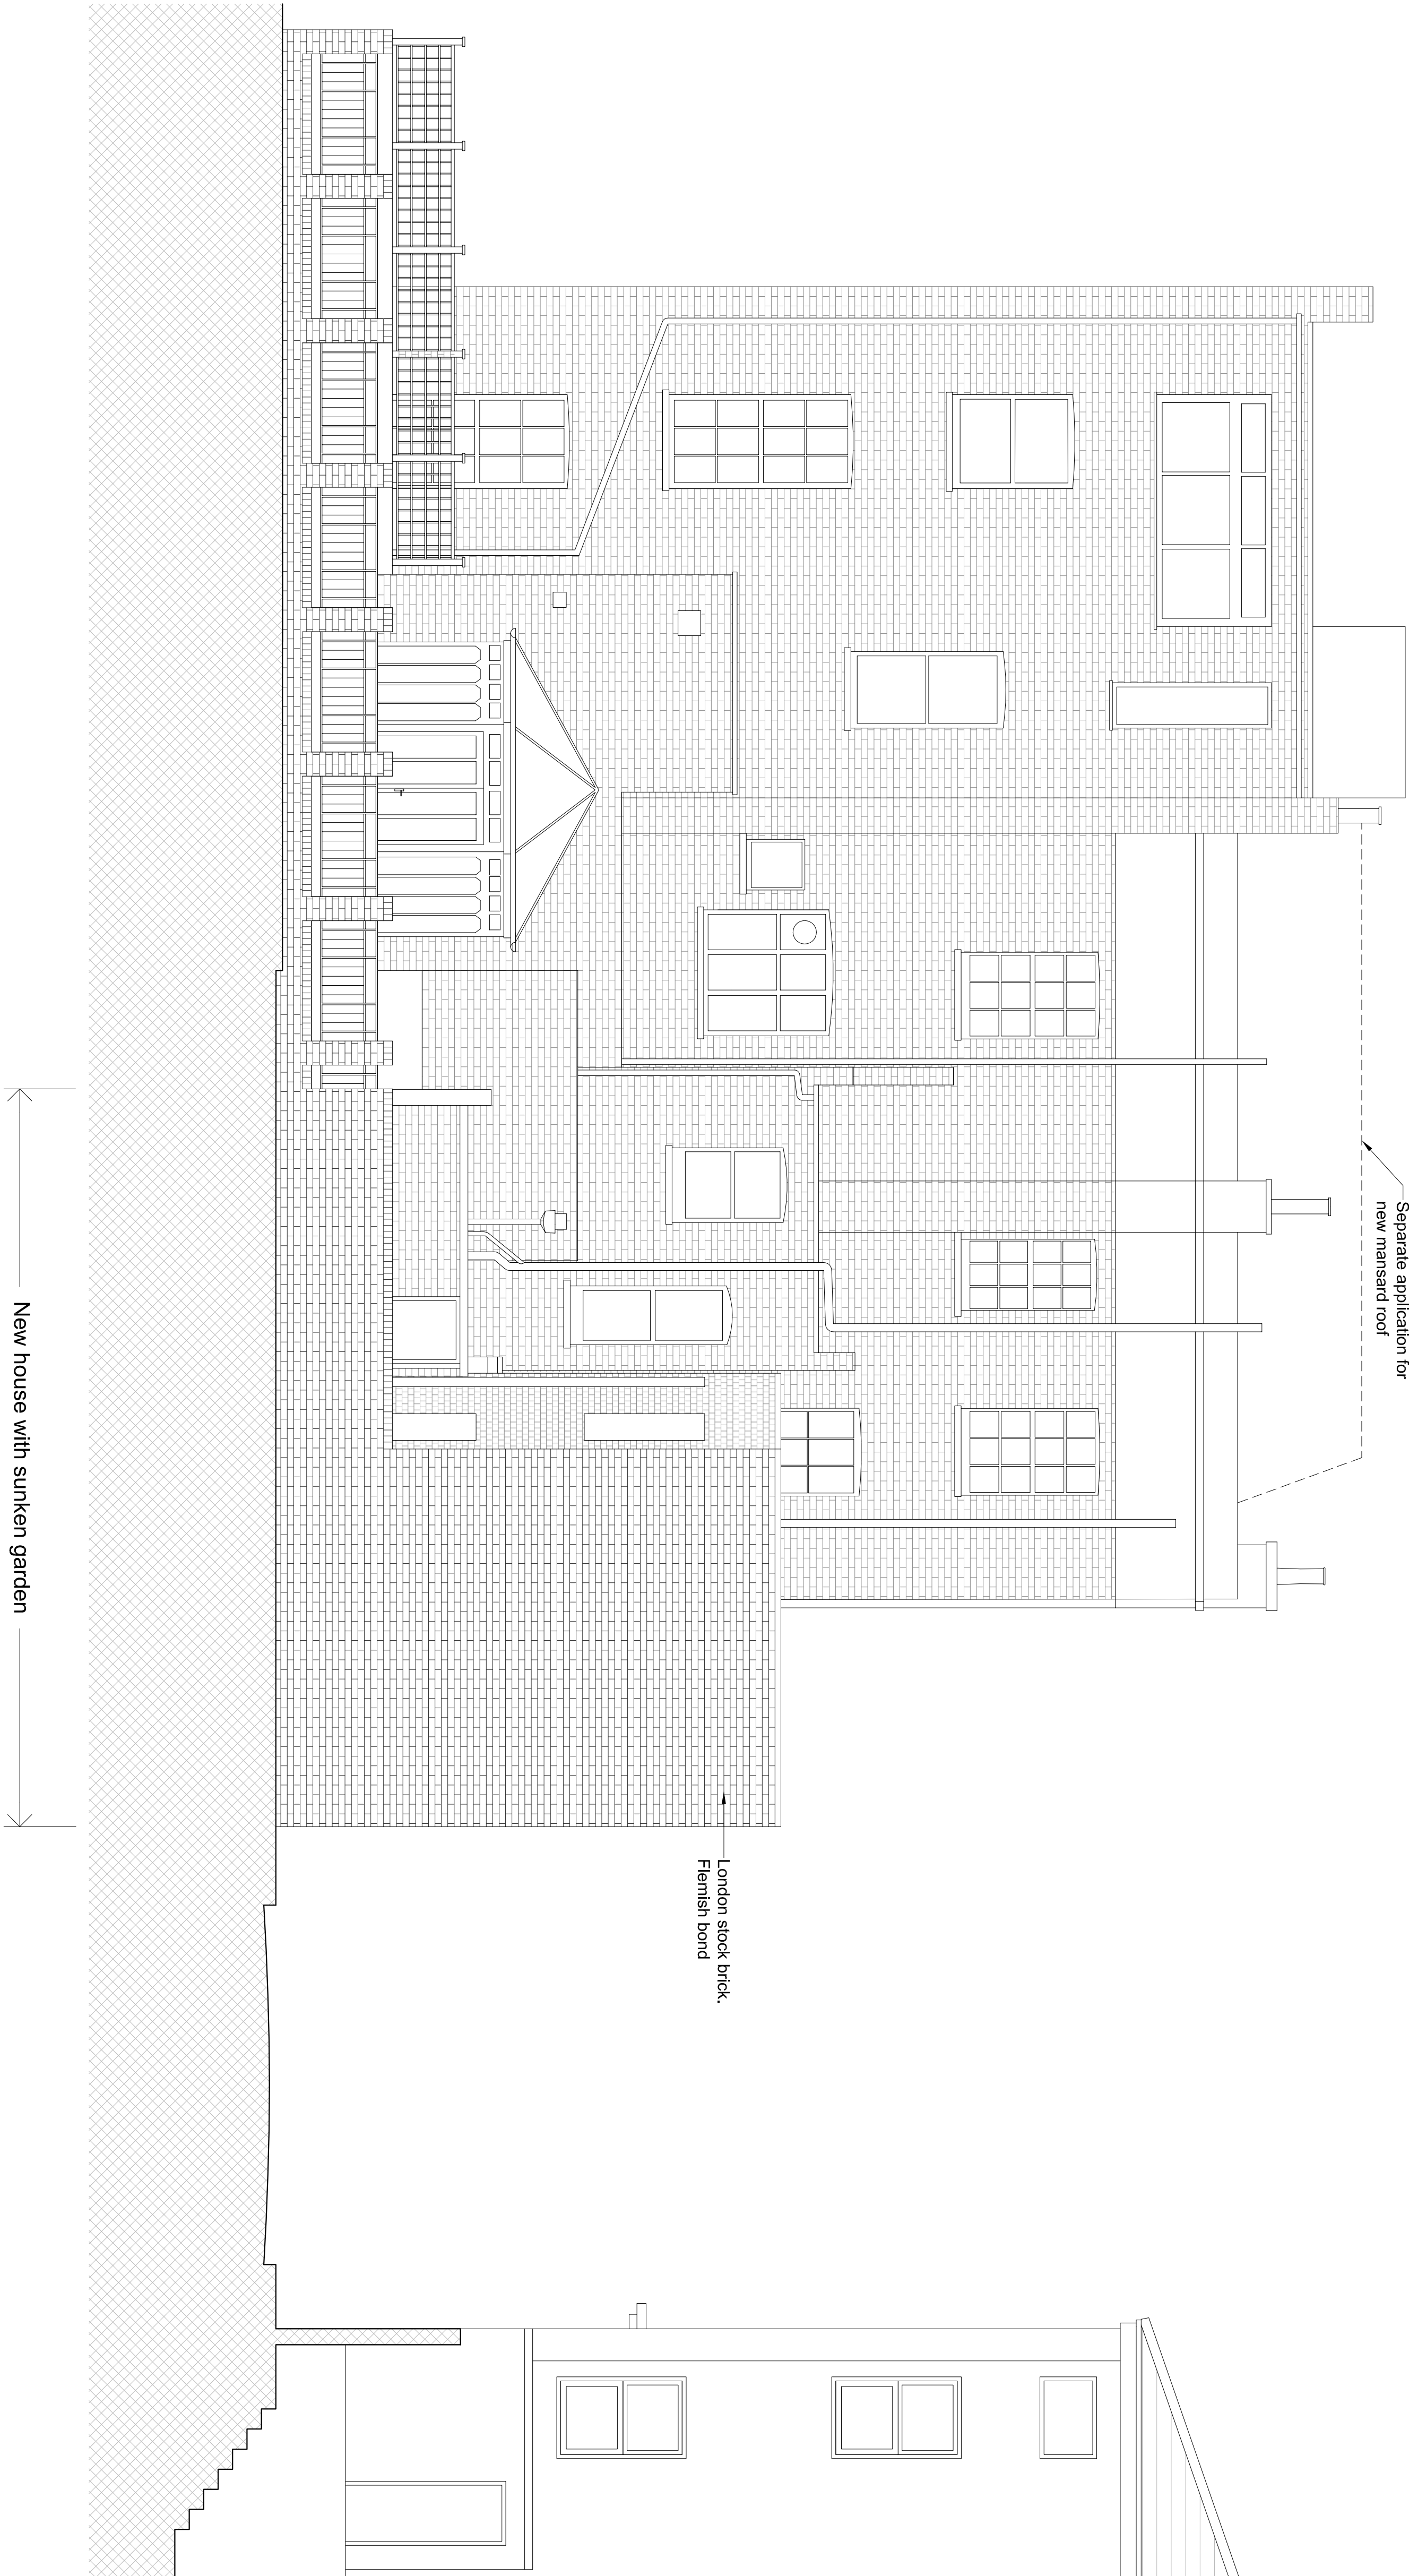 Separate application for
new mansard roof
London stock brick.
Flemish bond
New house with sunken garden